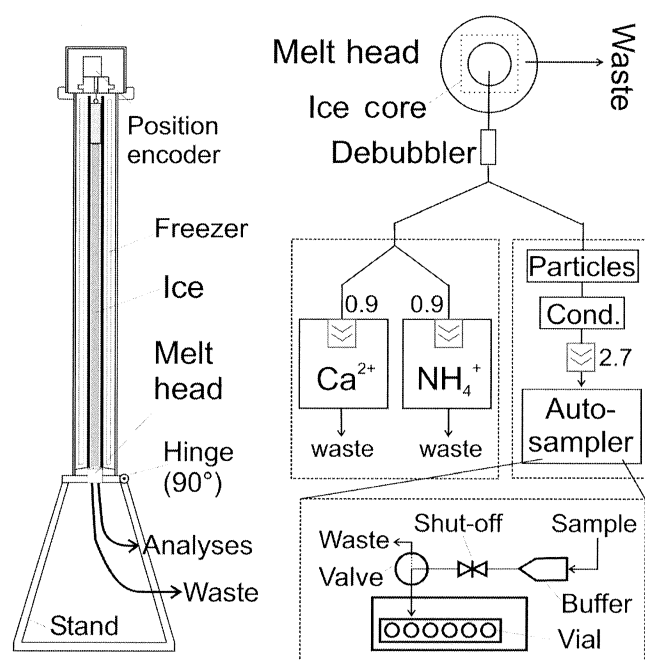 Position
encoder
Freezer
Ice
Melt
head
Hinge
(90°)
Analyses
Waste
Stand
Melt head
Waste
Ice core
Debubbler
0.9
0.9
Ca²⁺
NH₄⁺
waste
waste
Particles
Cond.
2.7
Auto-
sampler
Waste
Shut-off
Sample
Valve
Buffer
Vial